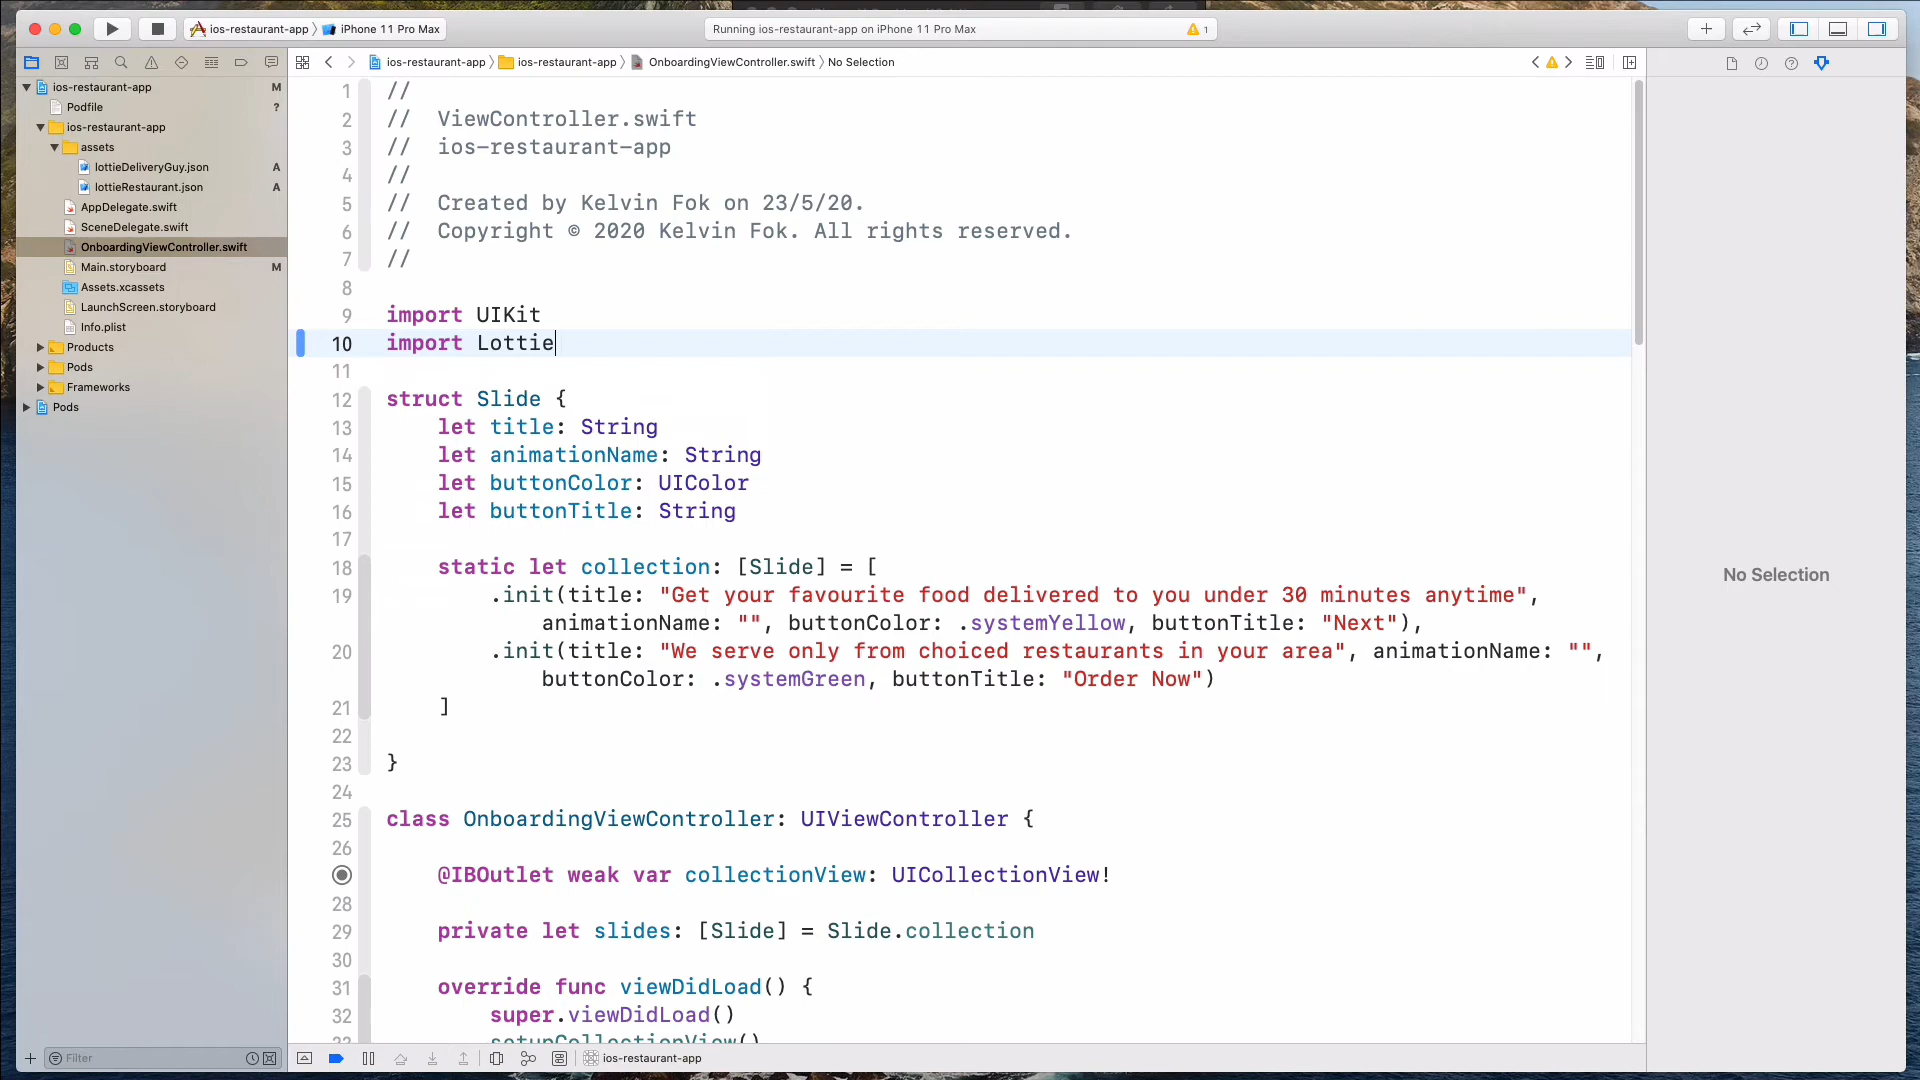 ios-restaurant-app
iPhone 11 Pro Max
Running ios-restaurant-app on iPhone 11 Pro Max
1
ios-restaurant-app
ios-restaurant-app
OnboardingViewController.swift
No Selection
ios-restaurant-app M
Podfile ?
ios-restaurant-app
assets
lottieDeliveryGuy.json A
lottieRestaurant.json A
AppDelegate.swift
SceneDelegate.swift
OnboardingViewController.swift
Main.storyboard M
Assets.xcassets
LaunchScreen.storyboard
Info.plist
Products
Pods
Frameworks
Pods
1 //
2 //  ViewController.swift
3 //  ios-restaurant-app
4 //
5 //  Created by Kelvin Fok on 23/5/20.
6 //  Copyright © 2020 Kelvin Fok. All rights reserved.
7 //
8
9 import UIKit
10 import Lottie
11
12 struct Slide {
13 let title: String
14 let animationName: String
15 let buttonColor: UIColor
16 let buttonTitle: String
17
18 static let collection: [Slide] = [
19 .init(title: "Get your favourite food delivered to you under 30 minutes anytime",
animationName: "", buttonColor: .systemYellow, buttonTitle: "Next"),
20 .init(title: "We serve only from choiced restaurants in your area", animationName: "",
buttonColor: .systemGreen, buttonTitle: "Order Now")
21 ]
22
23 }
24
25 class OnboardingViewController: UIViewController {
26
@IBOutlet weak var collectionView: UICollectionView!
28
29 private let slides: [Slide] = Slide.collection
30
31 override func viewDidLoad() {
32 super.viewDidLoad()
33 setupCollectionView()
No Selection
Filter
ios-restaurant-app